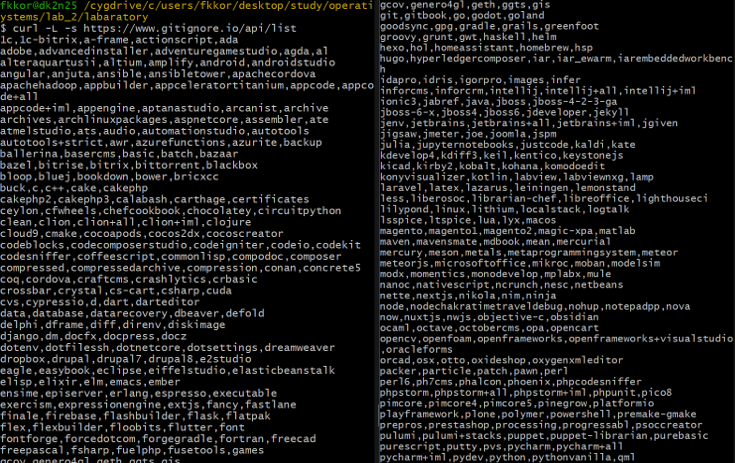 fkkor@dk2n25 /cygdrive/c/users/fkkor/desktop/study/operati
ystems/lab_2/labaratory
$ curl -L -s https://www.gitignore.io/api/list
1c,1c-bitrix,a-frame,actionscript,ada
adobe,advancedinstaller,adventuregamestudio,agda,al
alteraquartusii,altium,amplify,android,androidstudio
angular,anjuta,ansible,ansibletower,apachecordova
apachehadoop,appbuilder,appceleratortitanium,appcode,appco
de+all
appcode+iml,appengine,aptanastudio,arcanist,archive
archives,archlinuxpackages,aspnetcore,assembler,ate
atmelstudio,ats,audio,automationstudio,autotools
autotools+strict,awr,azurefunctions,azurite,backup
ballerina,basercms,basic,batch,bazaar
bazel,bitrise,bitrix,bittorrent,blackbox
bloop,bluej,bookdown,bower,bricxcc
buck,c,c++,cake,cakephp
cakephp2,cakephp3,calabash,carthage,certificates
ceylon,cfwheels,chefcookbook,chocolatey,circuitpython
clean,clion,clion+all,clion+iml,clojure
cloud9,cmake,cocoapods,cocos2dx,cocoscreator
codeblocks,codecomposerstudio,codeigniter,codeio,codekit
codesniffer,coffeescript,commonlisp,compodoc,composer
compressed,compressedarchive,compression,conan,concrete5
coq,cordova,craftcms,crashlytics,crbasic
crossbar,crystal,cs-cart,csharp,cuda
cvs,cypressio,d,dart,darteditor
data,database,datarecovery,dbeaver,defold
delphi,dframe,diff,direnv,diskimage
django,dm,docfx,docpress,docz
dotenv,dotfilessh,dotnetcore,dotsettings,dreamweaver
dropbox,drupal,drupal7,drupal8,e2studio
eagle,easybook,eclipse,eiffelstudio,elasticbeanstalk
elisp,elixir,elm,emacs,ember
ensime,episerver,erlang,espresso,executable
exercism,expressionengine,extjs,fancy,fastlane
finale,firebase,flashbuilder,flask,flatpak
flex,flexbuilder,floobits,flutter,font
fontforge,forcedotcom,forgegradle,fortran,freecad
freepascal,fsharp,fuelphp,fusetools,games
gcov,genero4gl,geth,ggts,gis
gcov,genero4gl,geth,ggts,gis
git,gitbook,go,godot,goland
goodsync,gpg,gradle,grails,greenfoot
groovy,grunt,gwt,haskell,helm
hexo,hol,homeassistant,homebrew,hsp
hugo,hyperledgercomposer,iar,iar_ewarm,iarembeddedworkbenc
h
idapro,idris,igorpro,images,infer
inforcms,inforcrm,intellij,intellij+all,intellij+iml
ionic3,jabref,java,jboss,jboss-4-2-3-ga
jboss-6-x,jboss4,jboss6,jdeveloper,jekyll
jenv,jetbrains,jetbrains+all,jetbrains+iml,jgiven
jigsaw,jmeter,joe,joomla,jspm
julia,jupyternotebooks,justcode,kaldi,kate
kdevelop4,kdiff3,keil,kentico,keystonejs
kicad,kirby2,kobalt,kohana,komodoedit
konyvisualizer,kotlin,labview,labviewnxg,lamp
laravel,latex,lazarus,leiningen,lemonstand
less,liberosoc,librarian-chef,libreoffice,lighthouseci
lilypond,linux,lithium,localstack,logtalk
lsspice,ltspice,lua,lyx,macos
magento,magento1,magento2,magic-xpa,matlab
maven,mavensmate,mdbook,mean,mercurial
mercury,meson,metals,metaprogrammingsystem,meteor
meteorjs,microsoftoffice,mikroc,moban,modelsim
modx,momentics,monodevelop,mplabx,mule
nanoc,nativescript,ncrunch,nesc,netbeans
nette,nextjs,nikola,nim,ninja
node,nodechakratimetraveldebug,nohup,notepadpp,nova
now,nuxtjs,nwjs,objective-c,obsidian
ocaml,octave,octobercms,opa,opencart
opencv,openfoam,openframeworks,openframeworks+visualstudio
,oracleforms
orcad,osx,otto,oxideshop,oxygenxmleditor
packer,particle,patch,pawn,perl
perl6,ph7cms,phalcon,phoenix,phpcodesniffer
phpstorm,phpstorm+all,phpstorm+iml,phpunit,pico8
pimcore,pimcore4,pimcore5,pinegrow,platformio
playframework,plone,polymer,powershell,premake-gmake
prepros,prestashop,processing,progressabl,psoccreator
pulumi,pulumi+stacks,puppet,puppet-librarian,purebasic
purescript,putty,pvs,pycharm,pycharm+all
pycharm+iml,pydev,python,pythonvanilla,qml